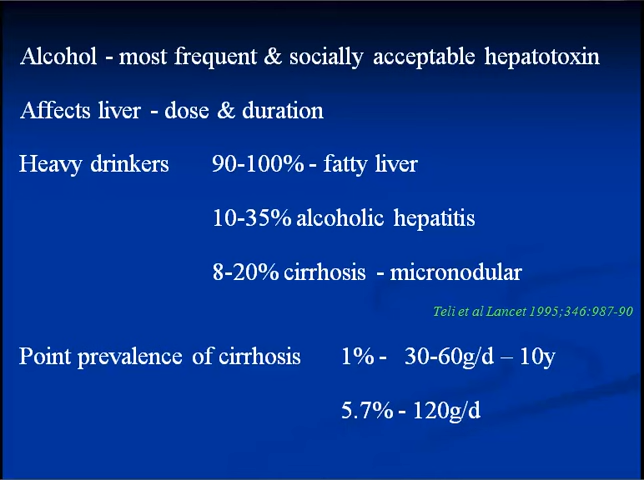 Alcohol - most frequent & socially acceptable hepatotoxin
Affects liver - dose & duration
Heavy drinkers 90-100% - fatty liver
10-35% alcoholic hepatitis
8-20% cirrhosis - micronodular
Teli et al Lancet 1995;346:987-90
Point prevalence of cirrhosis 1% - 30-60g/d – 10y
5.7% - 120g/d